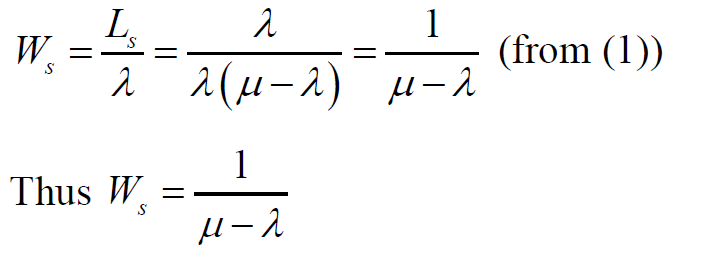 W_s = L_s/λ = λ/(λ(μ−λ)) = 1/(μ−λ) (from (1))
Thus W_s = 1/(μ−λ)